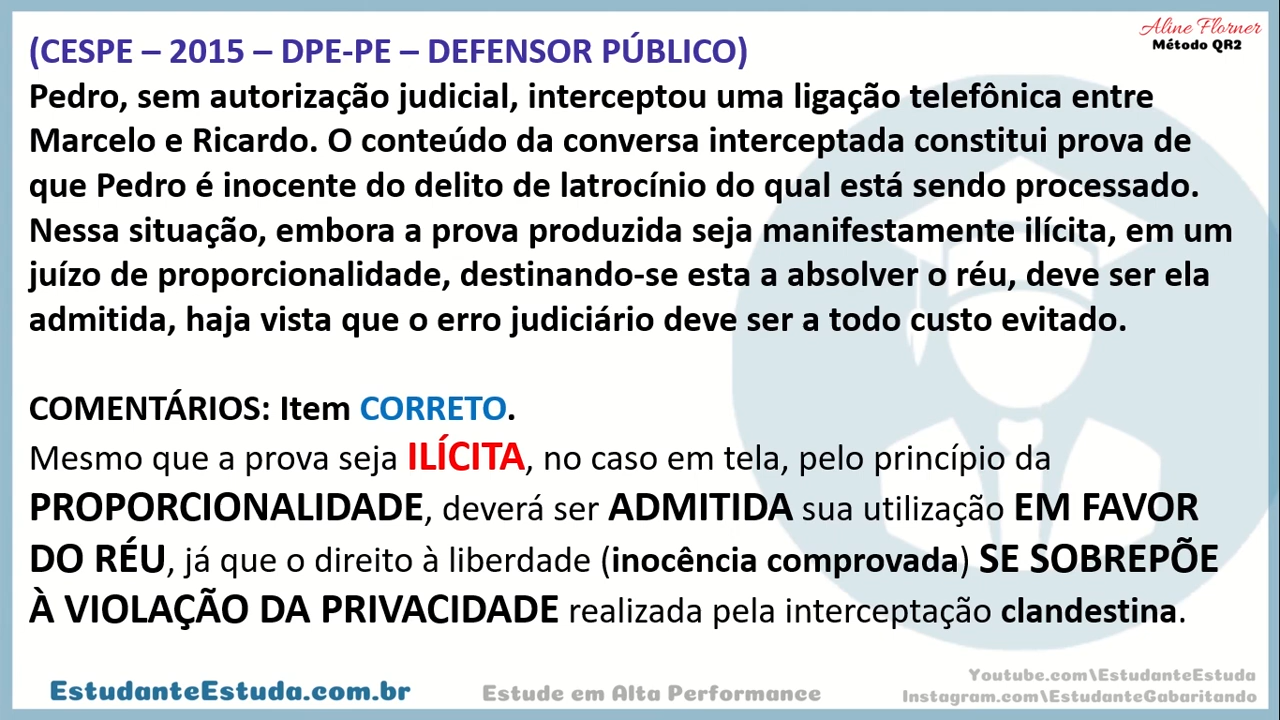 Aline Florner
Método QR2
(CESPE – 2015 – DPE-PE – DEFENSOR PÚBLICO)
Pedro, sem autorização judicial, interceptou uma ligação telefônica entre
Marcelo e Ricardo. O conteúdo da conversa interceptada constitui prova de
que Pedro é inocente do delito de latrocínio do qual está sendo processado.
Nessa situação, embora a prova produzida seja manifestamente ilícita, em um
juízo de proporcionalidade, destinando-se esta a absolver o réu, deve ser ela
admitida, haja vista que o erro judiciário deve ser a todo custo evitado.
COMENTÁRIOS: Item CORRETO.
Mesmo que a prova seja ILÍCITA, no caso em tela, pelo princípio da
PROPORCIONALIDADE, deverá ser ADMITIDA sua utilização EM FAVOR
DO RÉU, já que o direito à liberdade (inocência comprovada) SE SOBREPÕE
À VIOLAÇÃO DA PRIVACIDADE realizada pela interceptação clandestina.
EstudanteEstuda.com.br
Estude em Alta Performance
Youtube.com\EstudanteEstuda
Instagram.com\EstudanteGabaritando